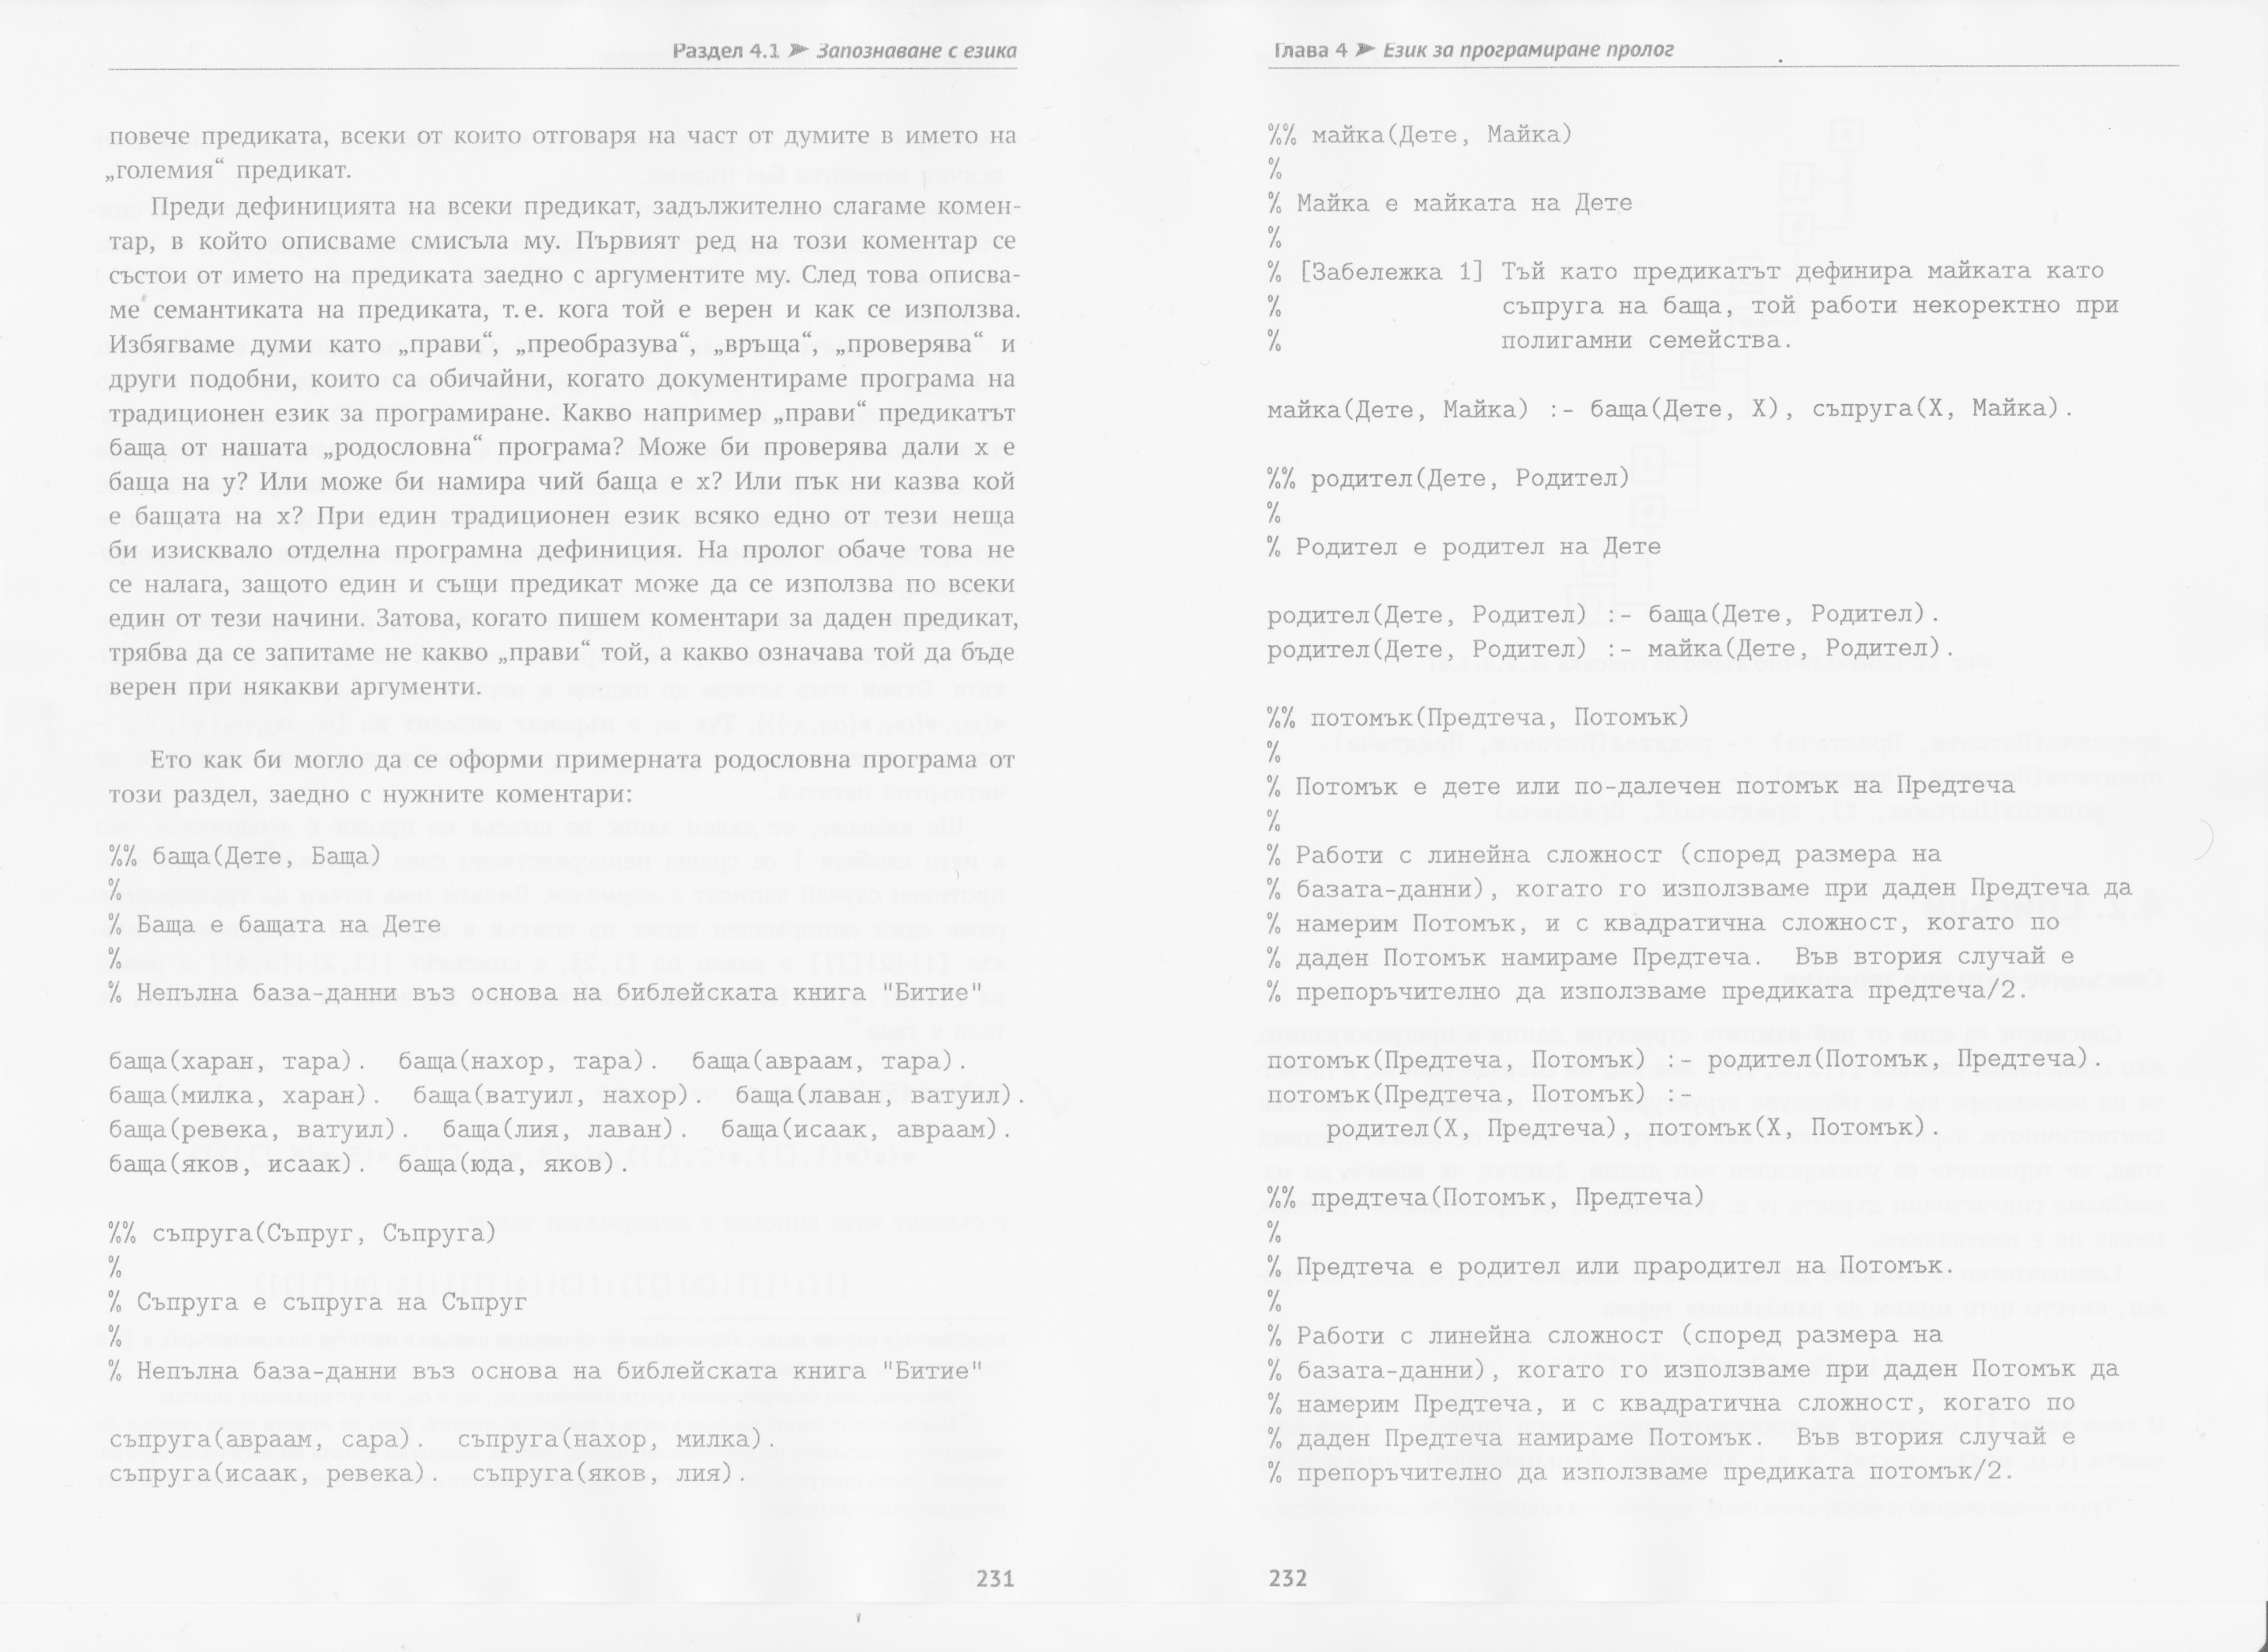 Раздел 4.1 ➤ Запознаване с езика
повече предиката, всеки от които отговаря на част от думите в името на
„големия“ предикат.
Преди дефиницията на всеки предикат, задължително слагаме комен-
тар, в който описваме смисъла му. Първият ред на този коментар се
състои от името на предиката заедно с аргументите му. След това описва-
ме семантиката на предиката, т.е. кога той е верен и как се използва.
Избягваме думи като „прави“, „преобразува“, „връща“, „проверява“ и
други подобни, които са обичайни, когато документираме програма на
традиционен език за програмиране. Какво например „прави“ предикатът
баща от нашата „родословна“ програма? Може би проверява дали x е
баща на y? Или може би намира чий баща е x? Или пък ни казва кой
е бащата на x? При един традиционен език всяко едно от тези неща
би изисквало отделна програмна дефиниция. На пролог обаче това не
се налага, защото един и същи предикат може да се използва по всеки
един от тези начини. Затова, когато пишем коментари за даден предикат,
трябва да се запитаме не какво „прави“ той, а какво означава той да бъде
верен при някакви аргументи.
Ето как би могло да се оформи примерната родословна програма от
този раздел, заедно с нужните коментари:
%% баща(Дете, Баща)
%
% Баща е бащата на Дете
%
% Непълна база-данни въз основа на библейската книга "Битие"
баща(харан, тара).  баща(нахор, тара).  баща(авраам, тара).
баща(милка, харан).  баща(ватуил, нахор).  баща(лаван, ватуил).
баща(ревека, ватуил).  баща(лия, лаван).  баща(исаак, авраам).
баща(яков, исаак).  баща(юда, яков).
%% съпруга(Съпруг, Съпруга)
%
% Съпруга е съпруга на Съпруг
%
% Непълна база-данни въз основа на библейската книга "Битие"
съпруга(авраам, сара).  съпруга(нахор, милка).
съпруга(исаак, ревека).  съпруга(яков, лия).
231
Глава 4 ➤ Език за програмиране пролог
%% майка(Дете, Майка)
%
% Майка е майката на Дете
%
% [Забележка 1] Тъй като предикатът дефинира майката като
%               съпруга на баща, той работи некоректно при
%               полигамни семейства.
майка(Дете, Майка) :- баща(Дете, X), съпруга(X, Майка).
%% родител(Дете, Родител)
%
% Родител е родител на Дете
родител(Дете, Родител) :- баща(Дете, Родител).
родител(Дете, Родител) :- майка(Дете, Родител).
%% потомък(Предтеча, Потомък)
%
% Потомък е дете или по-далечен потомък на Предтеча
%
% Работи с линейна сложност (според размера на
% базата-данни), когато го използваме при даден Предтеча да
% намерим Потомък, и с квадратична сложност, когато по
% даден Потомък намираме Предтеча.  Във втория случай е
% препоръчително да използваме предиката предтеча/2.
потомък(Предтеча, Потомък) :- родител(Потомък, Предтеча).
потомък(Предтеча, Потомък) :-
    родител(X, Предтеча), потомък(X, Потомък).
%% предтеча(Потомък, Предтеча)
%
% Предтеча е родител или прародител на Потомък.
%
% Работи с линейна сложност (според размера на
% базата-данни), когато го използваме при даден Потомък да
% намерим Предтеча, и с квадратична сложност, когато по
% даден Предтеча намираме Потомък.  Във втория случай е
% препоръчително да използваме предиката потомък/2.
232